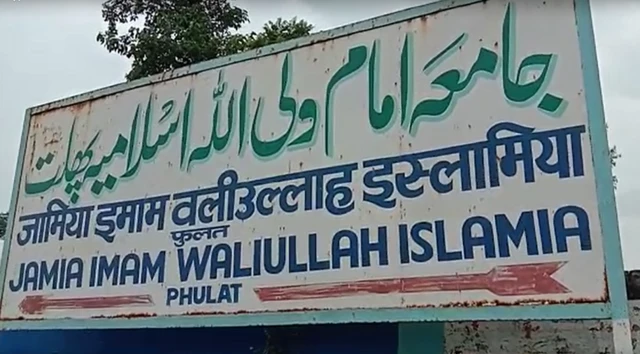 جامعہ امام ولی اللہ اسلامیہ پھلت
जामिया इमाम वलीउल्लाह इस्लामिया
फुलत
JAMIA IMAM WALIULLAH ISLAMIA
PHULAT